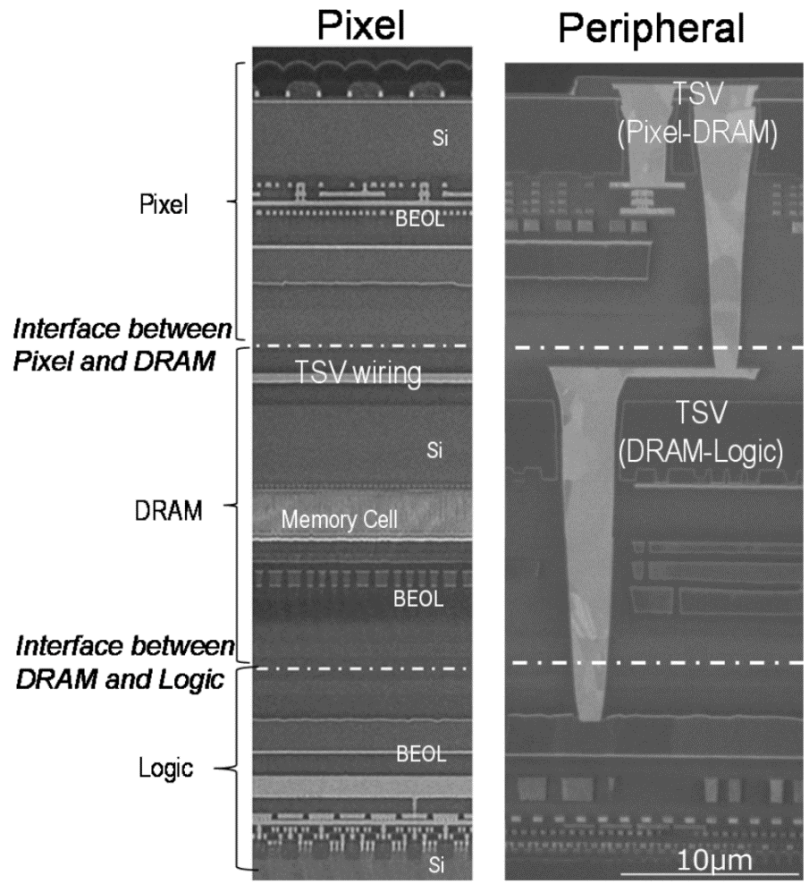 Pixel
Peripheral
TSV
(Pixel-DRAM)
Si
Pixel
BEOL
Interface between
Pixel and DRAM
TSV wiring
TSV
(DRAM-Logic)
Si
DRAM
Memory Cell
BEOL
Interface between
DRAM and Logic
BEOL
Logic
Si
10μm